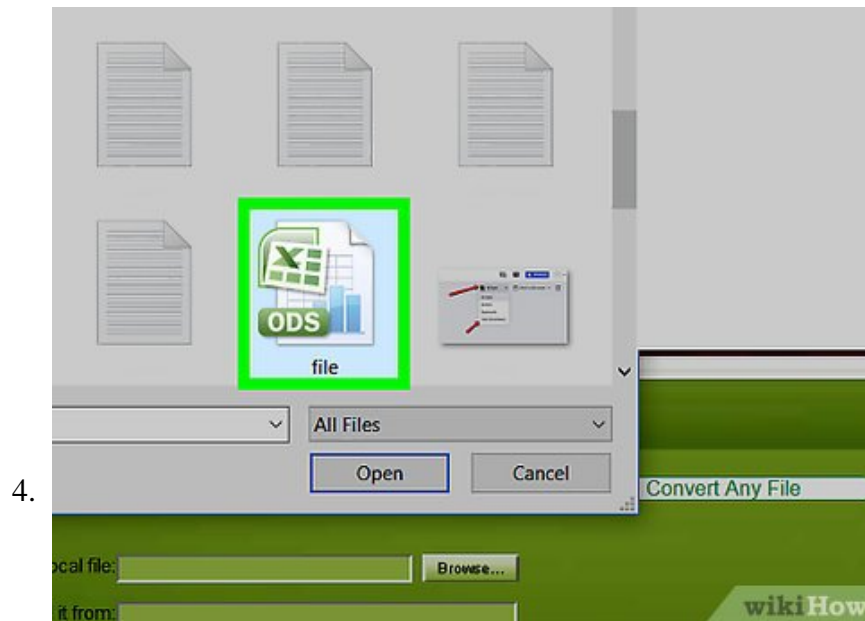 ODS
file
All Files
Open
Cancel
4.
Convert Any File
ocal file:
Browse...
it from:
wikiHow